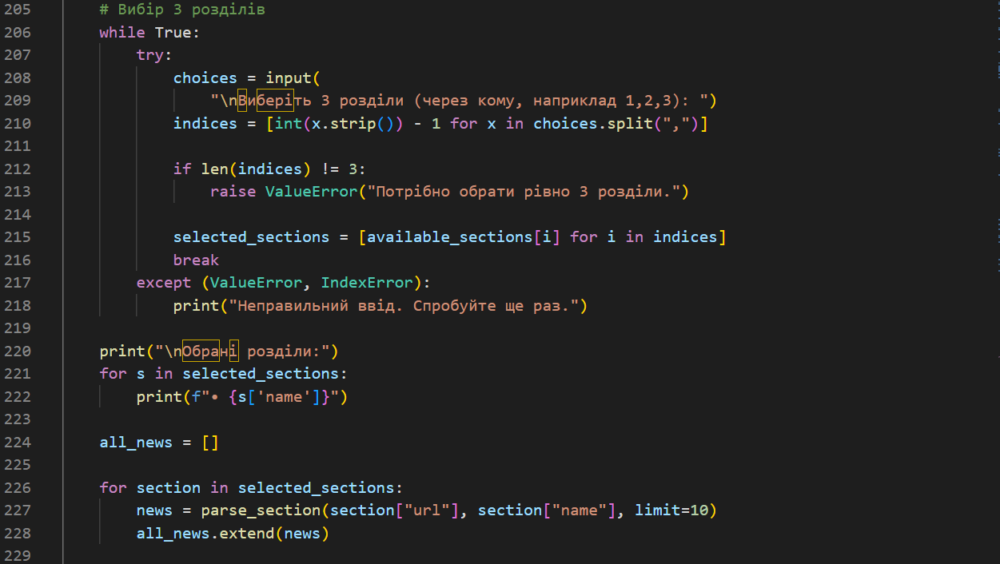 205 # Вибір 3 розділів
206 while True:
207 try:
208 choices = input(
209 "\nВиберіть 3 розділи (через кому, наприклад 1,2,3): ")
210 indices = [int(x.strip()) - 1 for x in choices.split(",")]
211
212 if len(indices) != 3:
213 raise ValueError("Потрібно обрати рівно 3 розділи.")
214
215 selected_sections = [available_sections[i] for i in indices]
216 break
217 except (ValueError, IndexError):
218 print("Неправильний ввід. Спробуйте ще раз.")
219
220 print("\nОбрані розділи:")
221 for s in selected_sections:
222 print(f"• {s['name']}")
223
224 all_news = []
225
226 for section in selected_sections:
227 news = parse_section(section["url"], section["name"], limit=10)
228 all_news.extend(news)
229